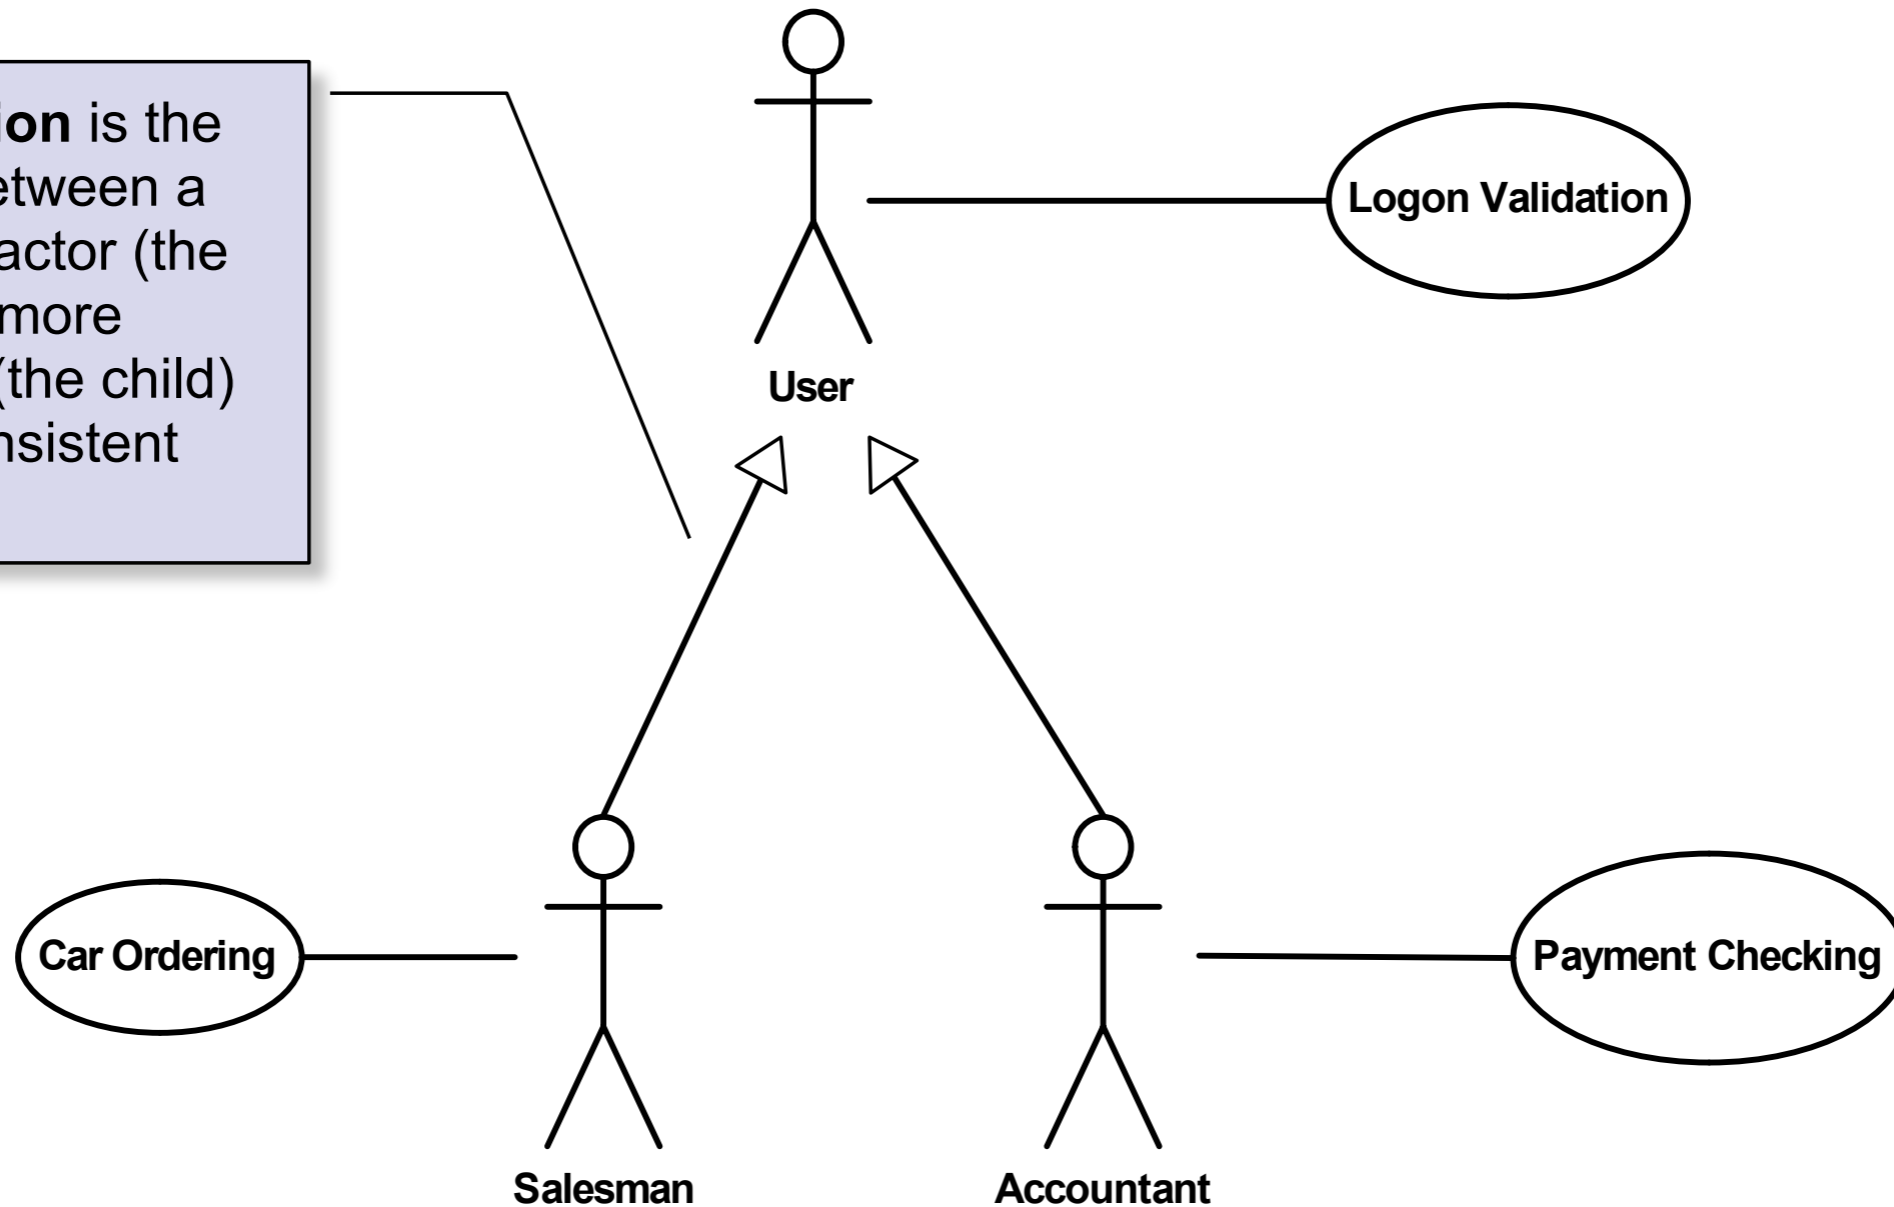 ion is the
etween a
actor (the
more
(the child)
nsistent
Logon Validation
User
Car Ordering
Payment Checking
Salesman
Accountant